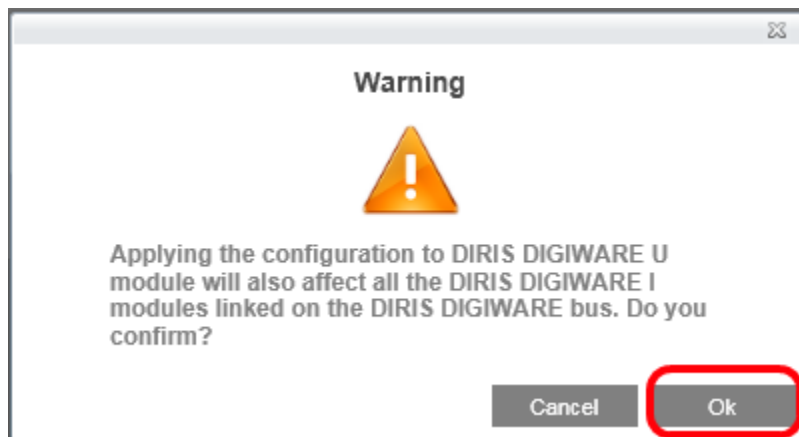 Warning
Applying the configuration to DIRIS DIGIWARE U
module will also affect all the DIRIS DIGIWARE I
modules linked on the DIRIS DIGIWARE bus. Do you
confirm?
Cancel
Ok